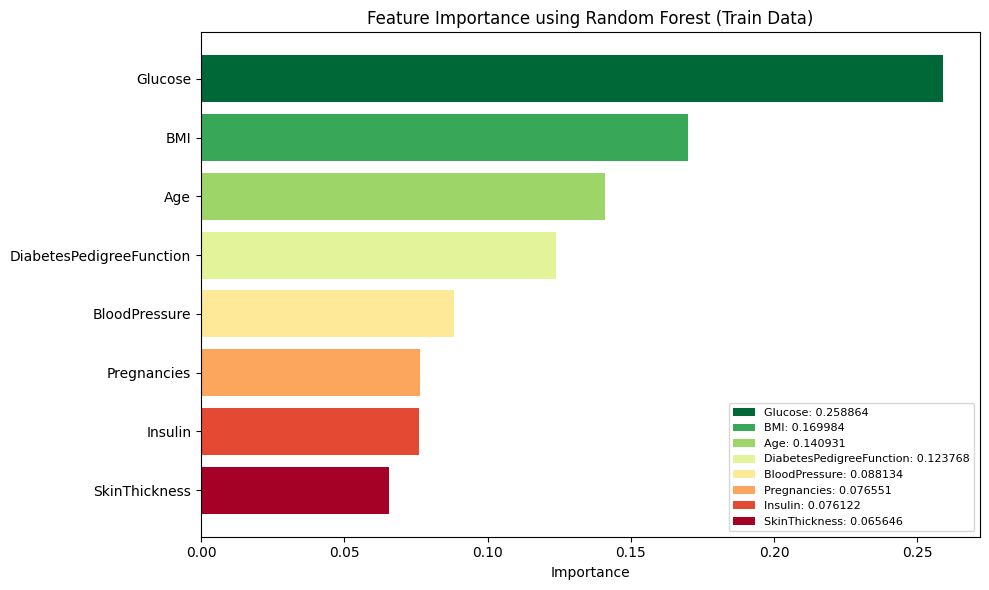 Feature Importance using Random Forest (Train Data)
Glucose
BMI
Age
DiabetesPedigreeFunction
BloodPressure
Pregnancies
Insulin
SkinThickness
Glucose: 0.258864
BMI: 0.169984
Age: 0.140931
DiabetesPedigreeFunction: 0.123768
BloodPressure: 0.088134
Pregnancies: 0.076551
Insulin: 0.076122
SkinThickness: 0.065646
0.00 0.05 0.10 0.15 0.20 0.25
Importance